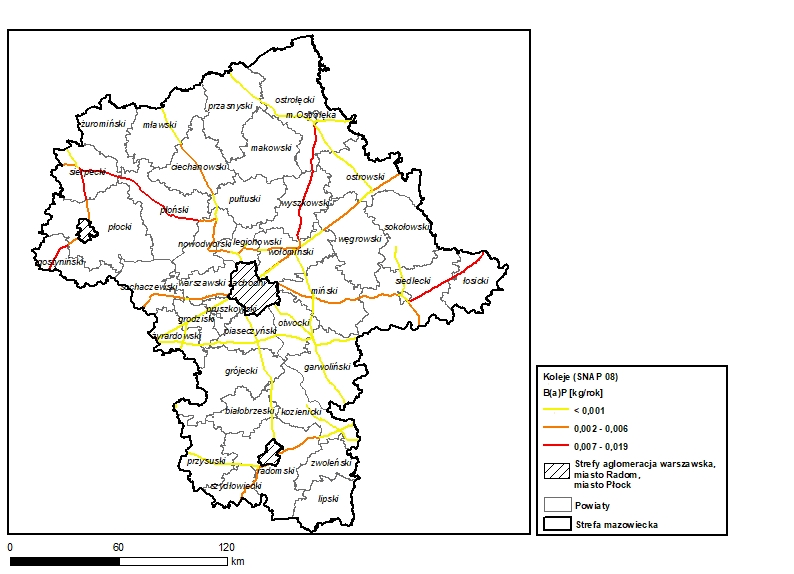 ostrołęcki
przasnyski
m.Ostrołęka
żuromiński
mławski
makowski
ciechanowski
sierpecki
ostrowski
pułtuski
wyszkowski
płoński
płocki
sokołowski
nowodworski
legionowski
węgrowski
wołomiński
gostyniński
siedlecki
łosicki
sochaczewski
warszawski zachodni
miński
pruszkowski
grodziski
otwocki
piaseczyński
żyrardowski
garwoliński
grójecki
białobrzeski
kozienicki
przysuski
zwoleński
radomski
szydłowiecki
lipski
Koleje (SNAP 08)
B(a)P [kg/rok]
< 0,001
0,002 - 0,006
0,007 - 0,019
Strefy aglomeracja warszawska,
miasto Radom,
miasto Płock
Powiaty
Strefa mazowiecka
0 60 120
km